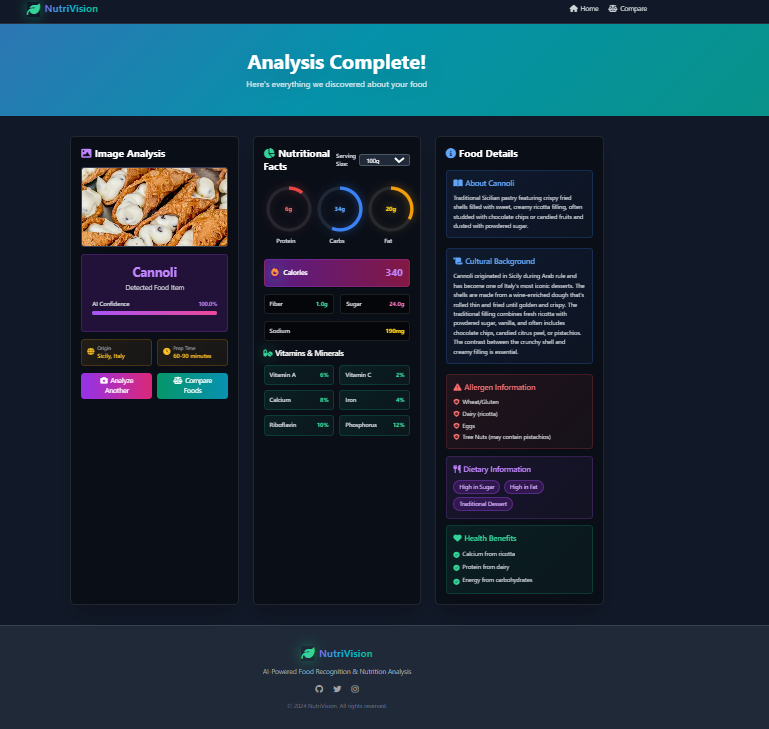 NutriVision
Home
Compare
Analysis Complete!
Here's everything we discovered about your food
Image Analysis
Cannoli
Detected Food Item
AI Confidence
100.0%
Origin
Sicily, Italy
Prep Time
60-90 minutes
Analyze
Another
Compare
Foods
Nutritional
Facts
Serving
Size:
100g
6g
34g
20g
Protein
Carbs
Fat
Calories
340
Fiber
1.0g
Sugar
24.0g
Sodium
190mg
Vitamins & Minerals
Vitamin A
6%
Vitamin C
2%
Calcium
8%
Iron
4%
Riboflavin
10%
Phosphorus
12%
Food Details
About Cannoli
Traditional Sicilian pastry featuring crispy fried
shells filled with sweet, creamy ricotta filling, often
studded with chocolate chips or candied fruits and
dusted with powdered sugar.
Cultural Background
Cannoli originated in Sicily during Arab rule and
has become one of Italy's most iconic desserts. The
shells are made from a wine-enriched dough that's
rolled thin and fried until golden and crispy. The
traditional filling combines fresh ricotta with
powdered sugar, vanilla, and often includes
chocolate chips, candied citrus peel, or pistachios.
The contrast between the crunchy shell and
creamy filling is essential.
Allergen Information
Wheat/Gluten
Dairy (ricotta)
Eggs
Tree Nuts (may contain pistachios)
Dietary Information
High in Sugar
High in Fat
Traditional Dessert
Health Benefits
Calcium from ricotta
Protein from dairy
Energy from carbohydrates
NutriVision
AI-Powered Food Recognition & Nutrition Analysis
© 2024 NutriVision. All rights reserved.